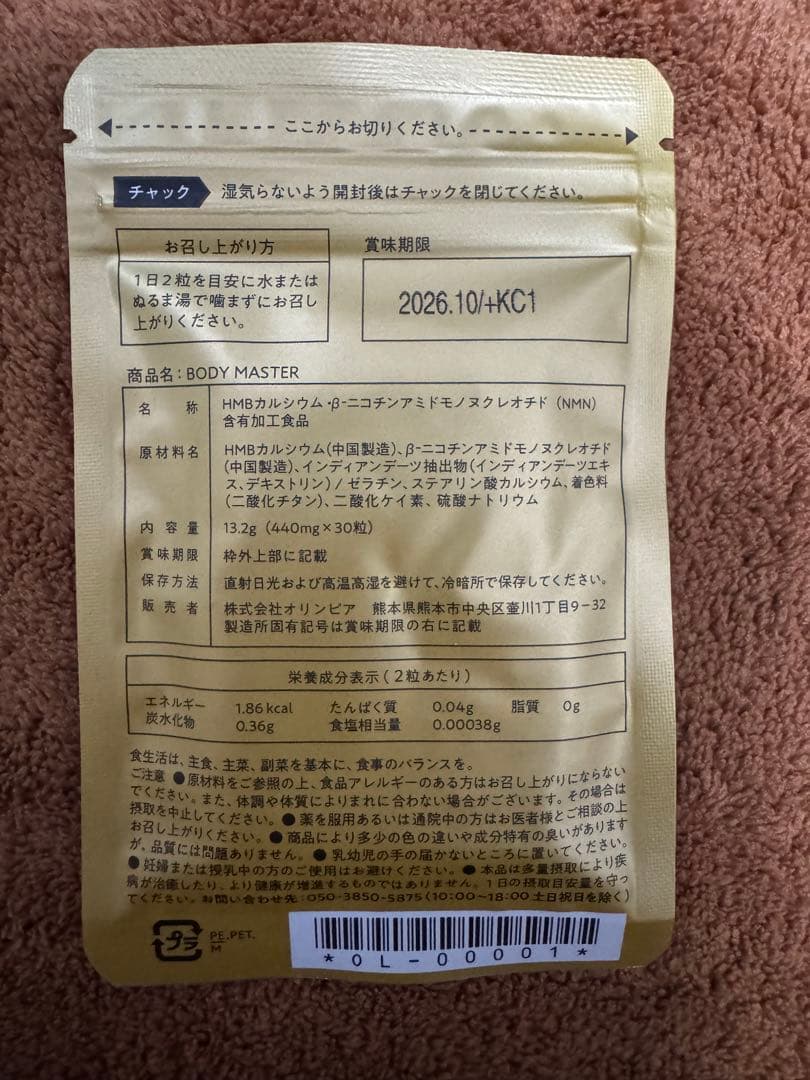 ここからお切りください。
チャック 湿気らないよう開封後はチャックを閉じてください。
お召し上がり方
1日2粒を目安に水または
ぬるま湯で噛まずにお召し
上がりください。
賞味期限
2026.10/+KC1
商品名:BODY MASTER
名称 HMBカルシウム・β-ニコチンアミドモノヌクレオチド(NMN)
含有加工食品
原材料名 HMBカルシウム(中国製造)、β-ニコチンアミドモノヌクレオチド
(中国製造)、インディアンデーツ抽出物(インディアンデーツエキ
ス、デキストリン)/ゼラチン、ステアリン酸カルシウム、着色料
(二酸化チタン)、二酸化ケイ素、硫酸ナトリウム
内容量 13.2g(440mg×30粒)
賞味期限 枠外上部に記載
保存方法 直射日光および高温高湿を避けて、冷暗所で保存してください。
販売者 株式会社オリンピア 熊本県熊本市中央区壷川1丁目9-32
製造所固有記号は賞味期限の右に記載
栄養成分表示(2粒あたり)
エネルギー 1.86kcal たんぱく質 0.04g 脂質 0g
炭水化物 0.36g 食塩相当量 0.00038g
食生活は、主食、主菜、副菜を基本に、食事のバランスを。
ご注意 ●原材料をご参照の上、食品アレルギーのある方はお召し上がりにならない
でください。また、体調や体質によりまれに合わない場合がございます。その場合は
摂取を中止してください。●薬を服用あるいは通院中の方はお医者様とご相談の上
お召し上がりください。●商品により多少の色の違いや成分特有の臭いがあります
が、品質には問題ありません。●乳幼児の手の届かないところに置いてください。
●妊婦または授乳中の方のご使用はお避けください。●本品は多量摂取により疾
病が治癒したり、より健康が増進するものではありません。1日の摂取目安量を守っ
てください。お問い合わせ先:050-3850-5875(10:00~18:00 土日祝日を除く)
プラ PE.PET.
M
*OL-00001*